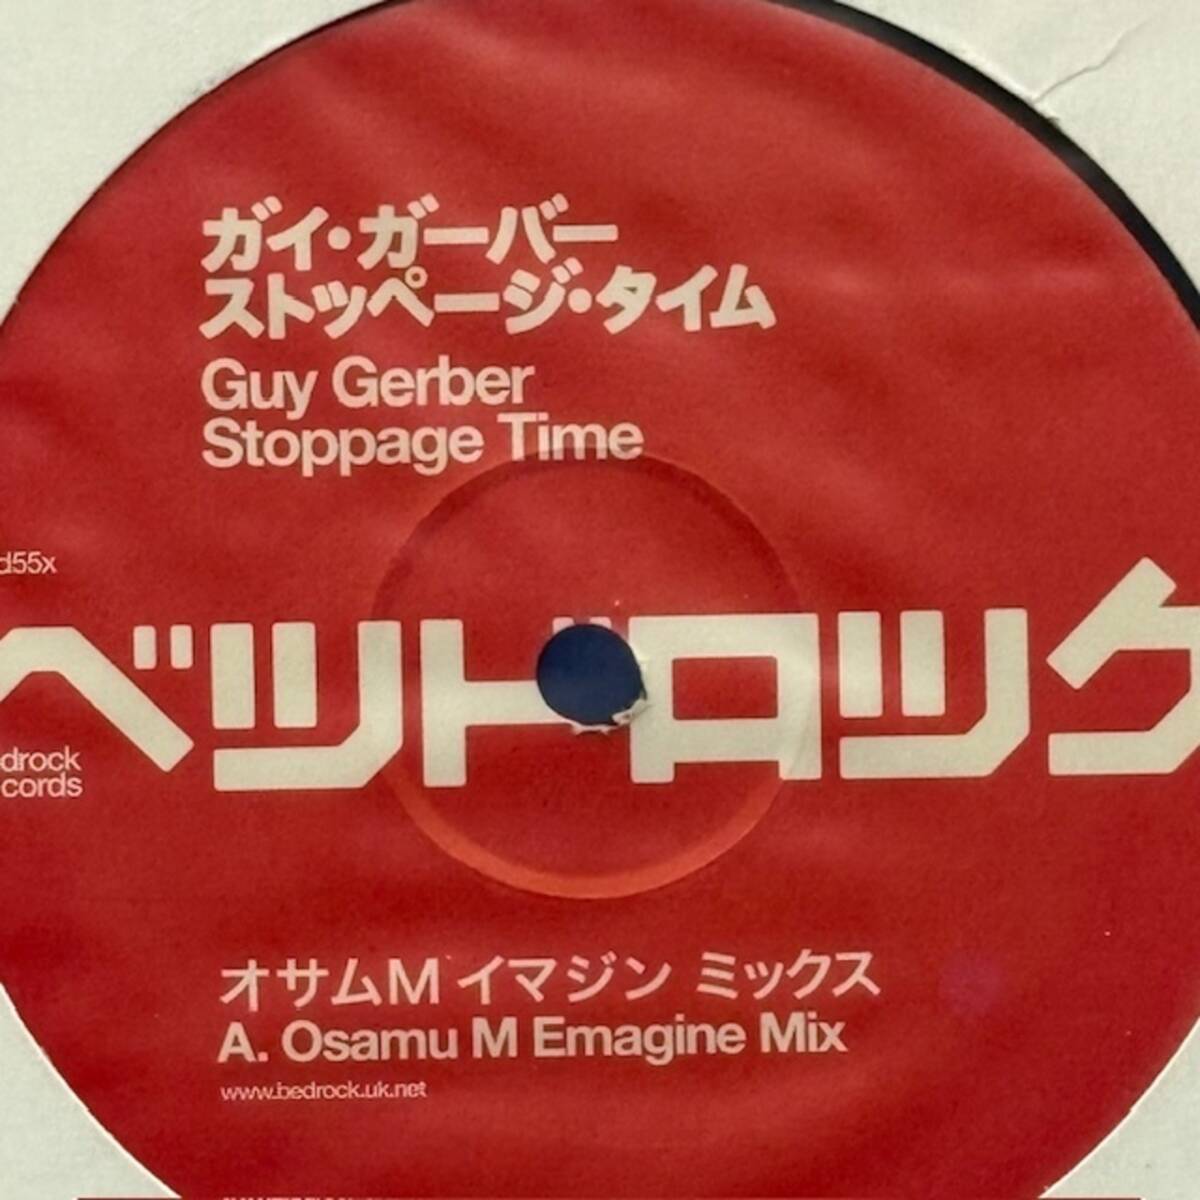 ガイ・ガーバー
ストッページ・タイム
Guy Gerber
Stoppage Time
d55x
ベッドロック
drock
cords
オサムM イマジン ミックス
A. Osamu M Emagine Mix
www.bedrock.uk.net